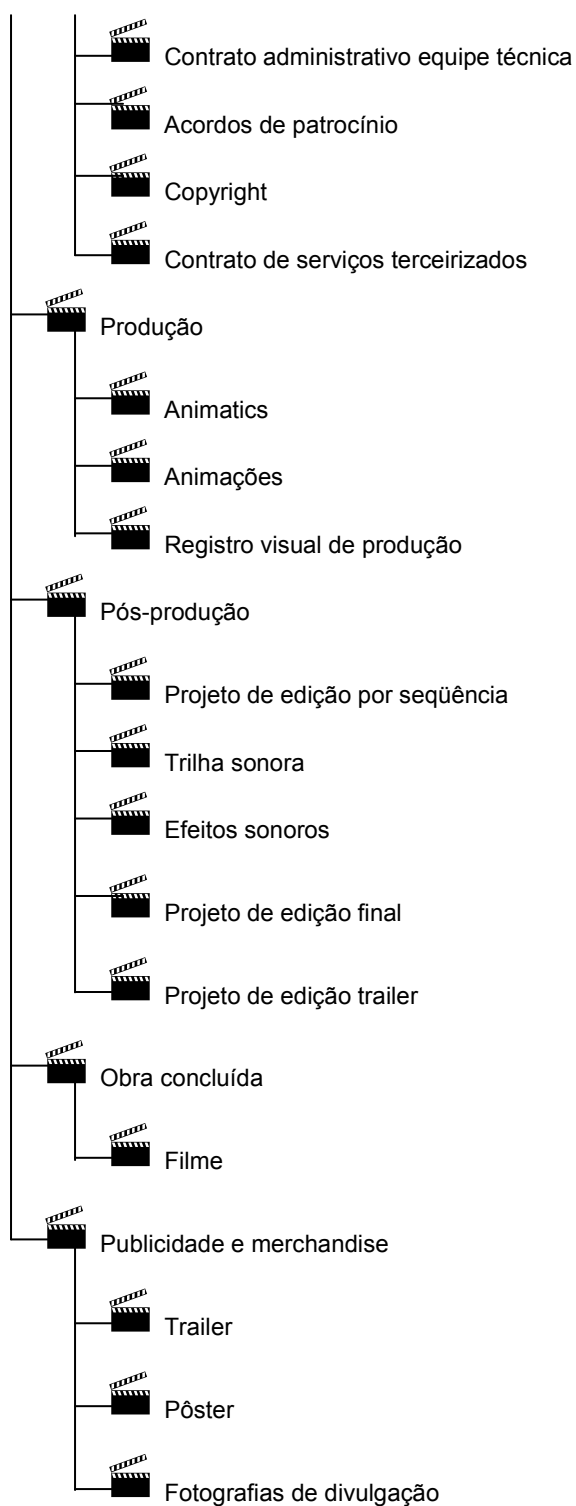 Contrato administrativo equipe técnica
Acordos de patrocínio
Copyright
Contrato de serviços terceirizados
Produção
Animatics
Animações
Registro visual de produção
Pós-produção
Projeto de edição por seqüência
Trilha sonora
Efeitos sonoros
Projeto de edição final
Projeto de edição trailer
Obra concluída
Filme
Publicidade e merchandise
Trailer
Pôster
Fotografias de divulgação